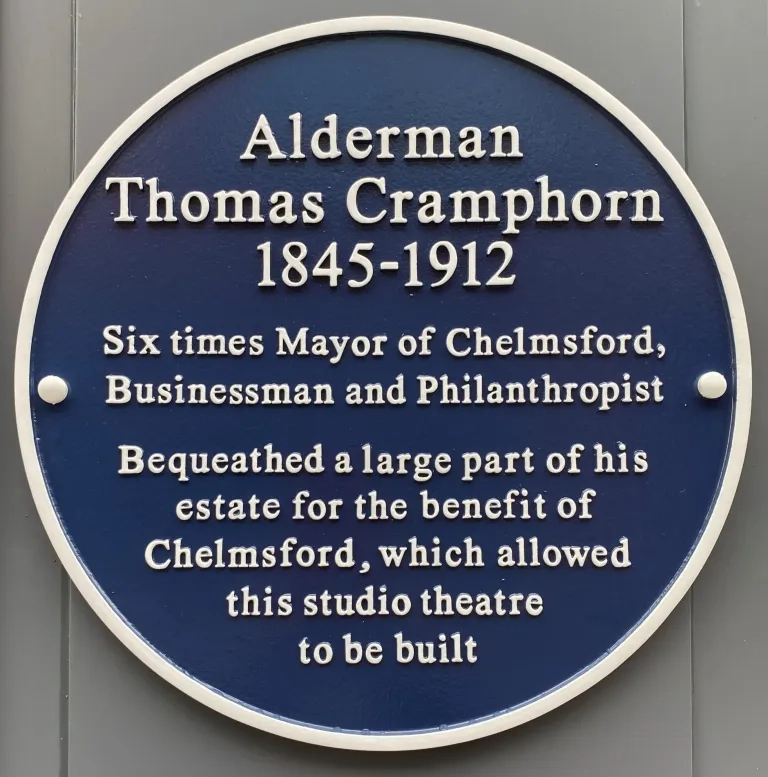 Alderman
Thomas Cramphorn
1845-1912
Six times Mayor of Chelmsford,
Businessman and Philanthropist
Bequeathed a large part of his
estate for the benefit of
Chelmsford, which allowed
this studio theatre
to be built